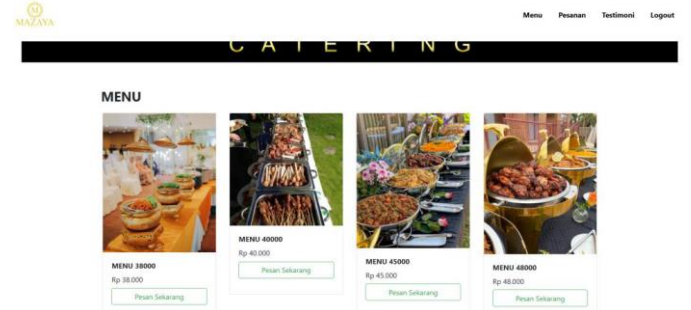 MAZAYA
Menu Pesanan Testimoni Logout
CATERING
MENU
MENU 38000
Rp 38.000
Pesan Sekarang
MENU 40000
Rp 40.000
Pesan Sekarang
MENU 45000
Rp 45.000
Pesan Sekarang
MENU 48000
Rp 48.000
Pesan Sekarang